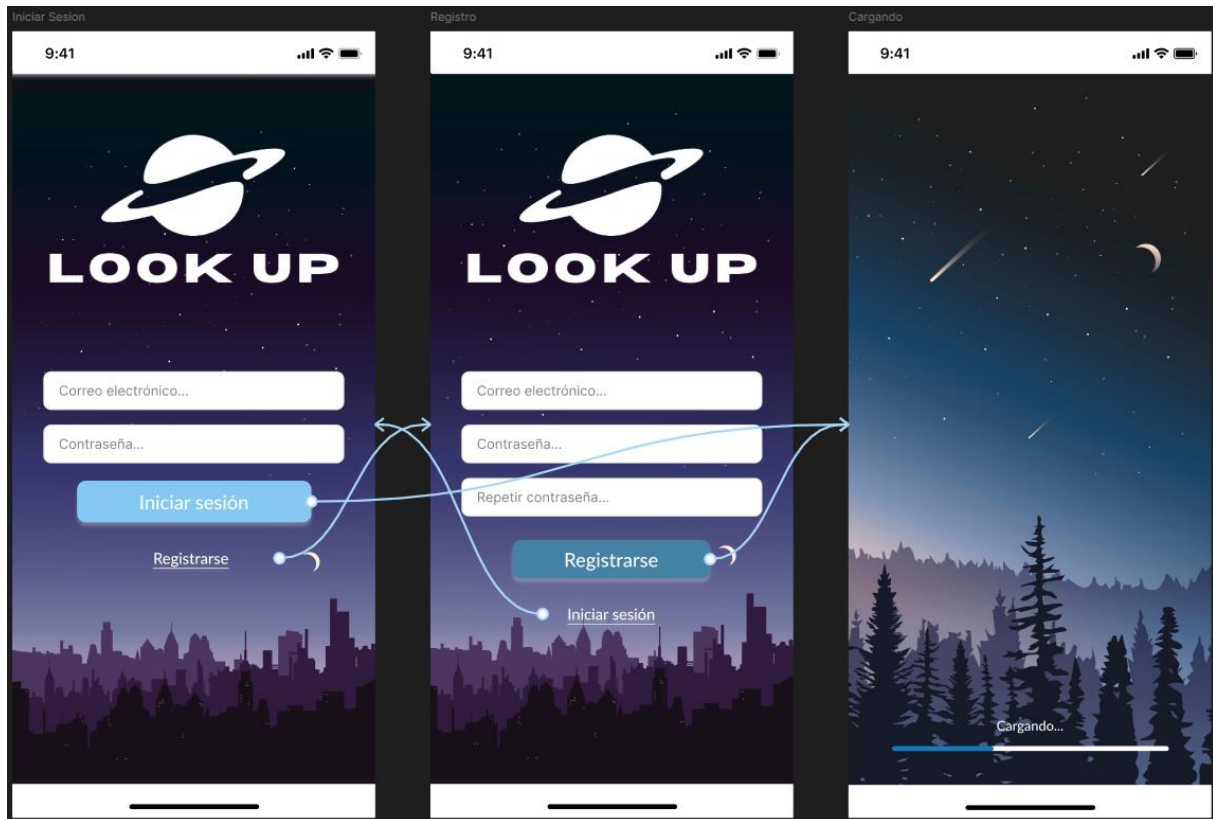 Iniciar Sesion
9:41
LOOK UP
Correo electrónico...
Contraseña...
Iniciar sesión
Registrarse
Registro
9:41
LOOK UP
Correo electrónico...
Contraseña...
Repetir contraseña...
Registrarse
Iniciar sesión
Cargando
9:41
Cargando...